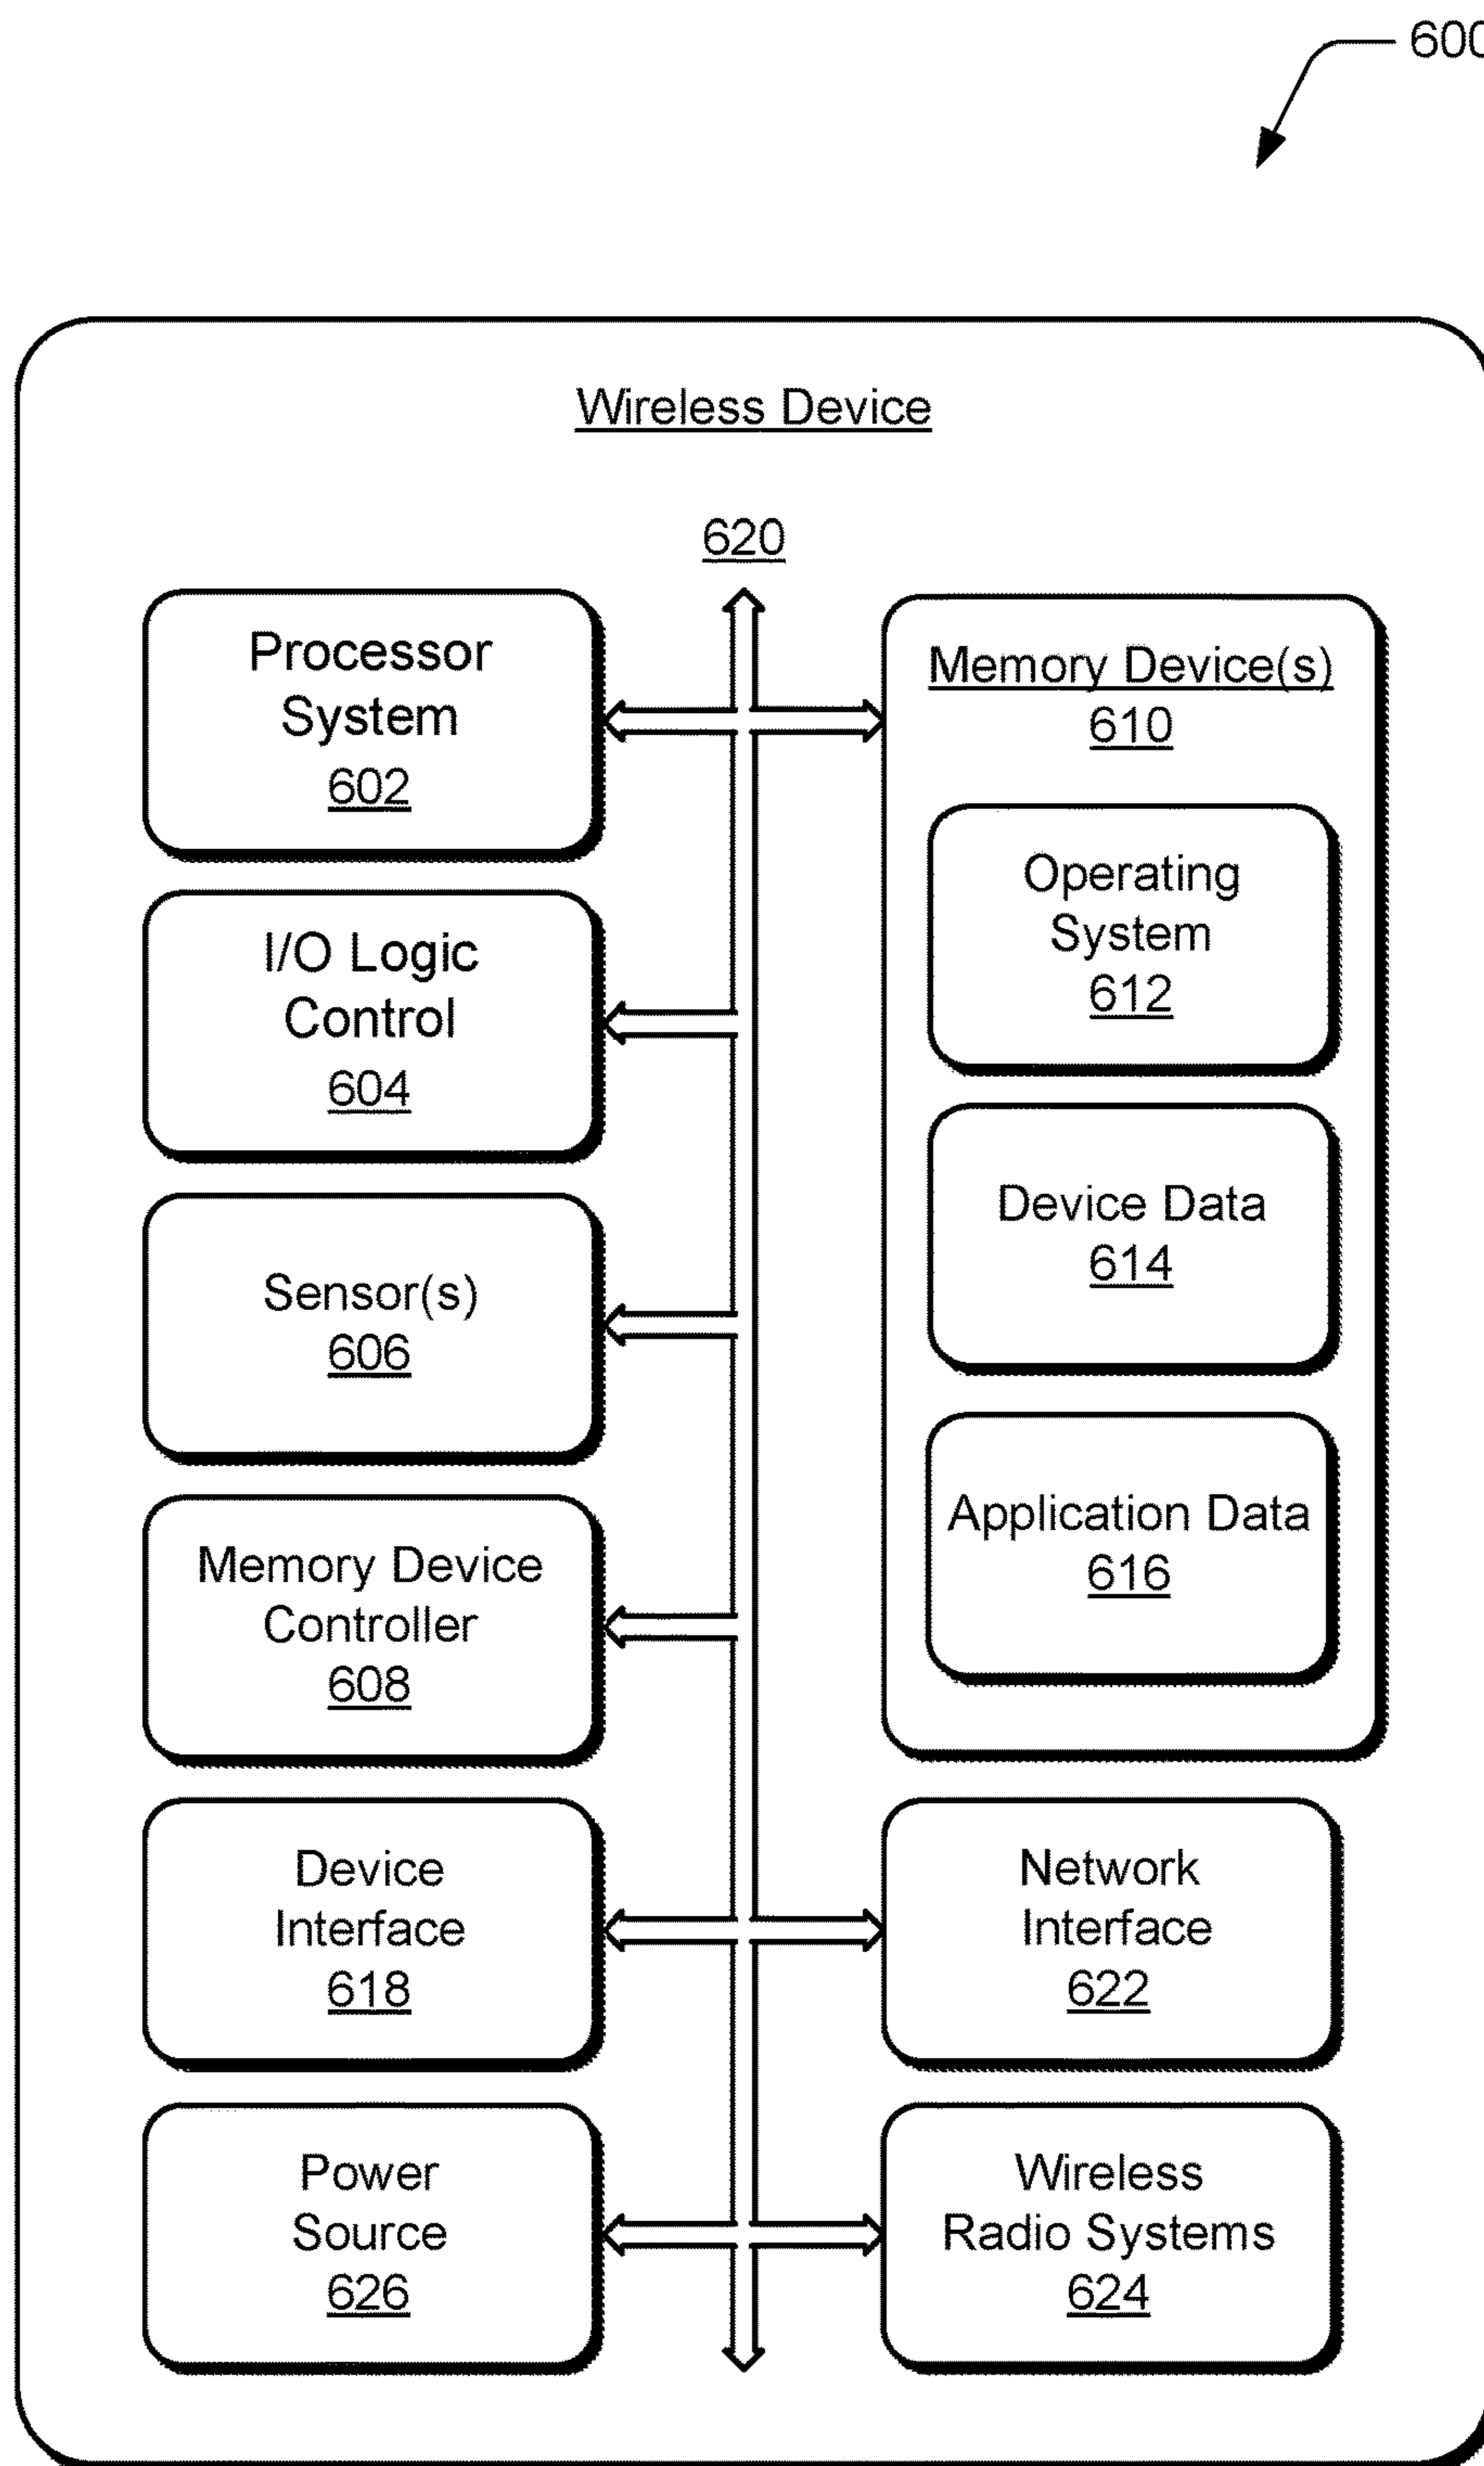 600
Wireless Device
620
Processor
System
602
I/O Logic
Control
604
Sensor(s)
606
Memory Device
Controller
608
Device
Interface
618
Power
Source
626
Memory Device(s)
610
Operating
System
612
Device Data
614
Application Data
616
Network
Interface
622
Wireless
Radio Systems
624